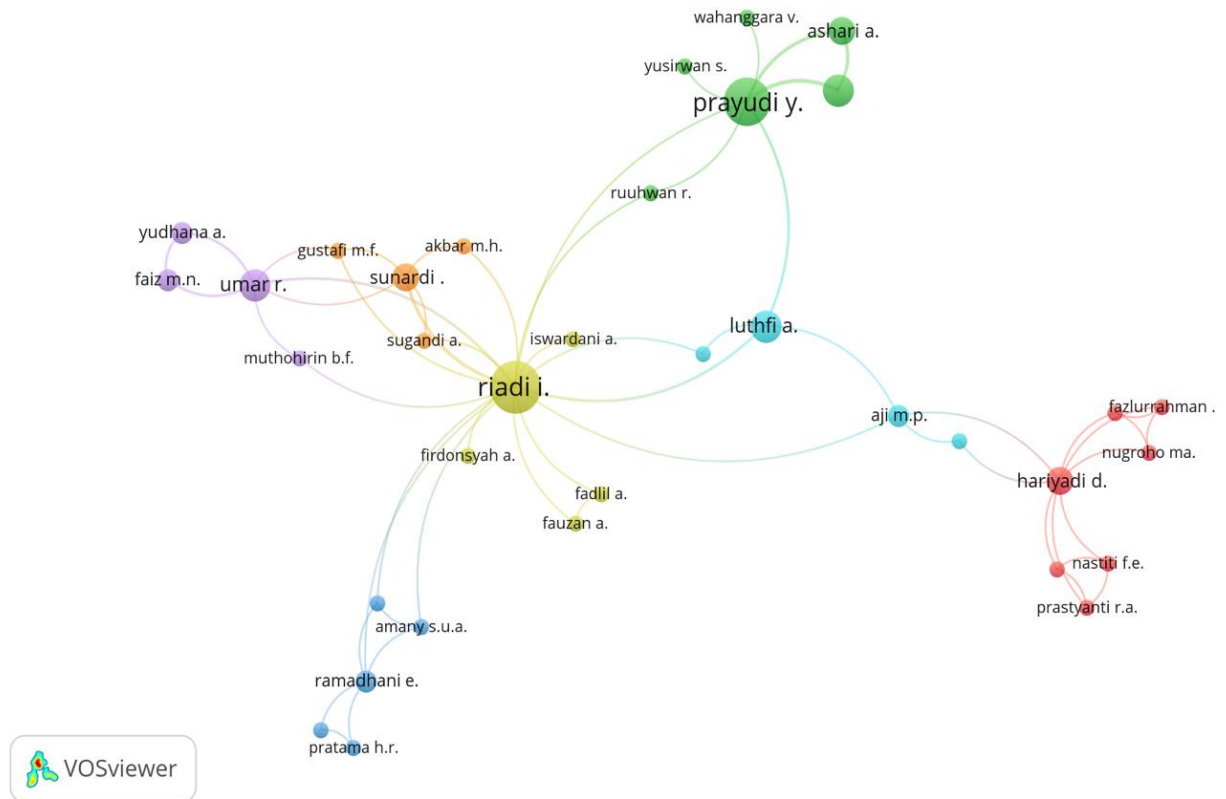 wahanggara v.
ashari a.
yusirwan s.
prayudi y.
ruuhwan r.
yudhana a.
gustafi m.f.
akbar m.h.
faiz m.n.
umar r.
sunardi .
luthfi a.
sugandi a.
iswardani a.
muthohirin b.f.
riadi i.
aji m.p.
fazlurrahman .
firdonsyah a.
nugroho ma.
hariyadi d.
fadlil a.
fauzan a.
nastiti f.e.
prastyanti r.a.
amany s.u.a.
ramadhani e.
pratama h.r.
VOSviewer